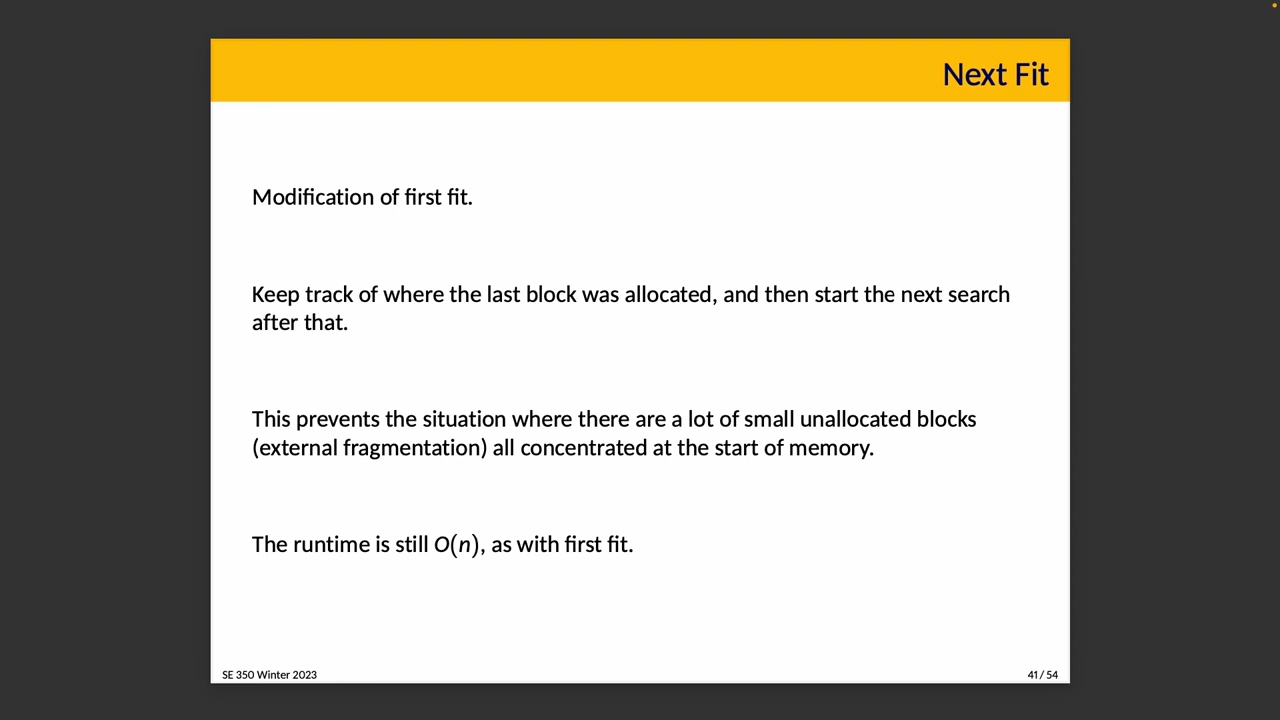 Next Fit
Modification of first fit.
Keep track of where the last block was allocated, and then start the next search
after that.
This prevents the situation where there are a lot of small unallocated blocks
(external fragmentation) all concentrated at the start of memory.
The runtime is still O(n), as with first fit.
SE 350 Winter 2023
41 / 54